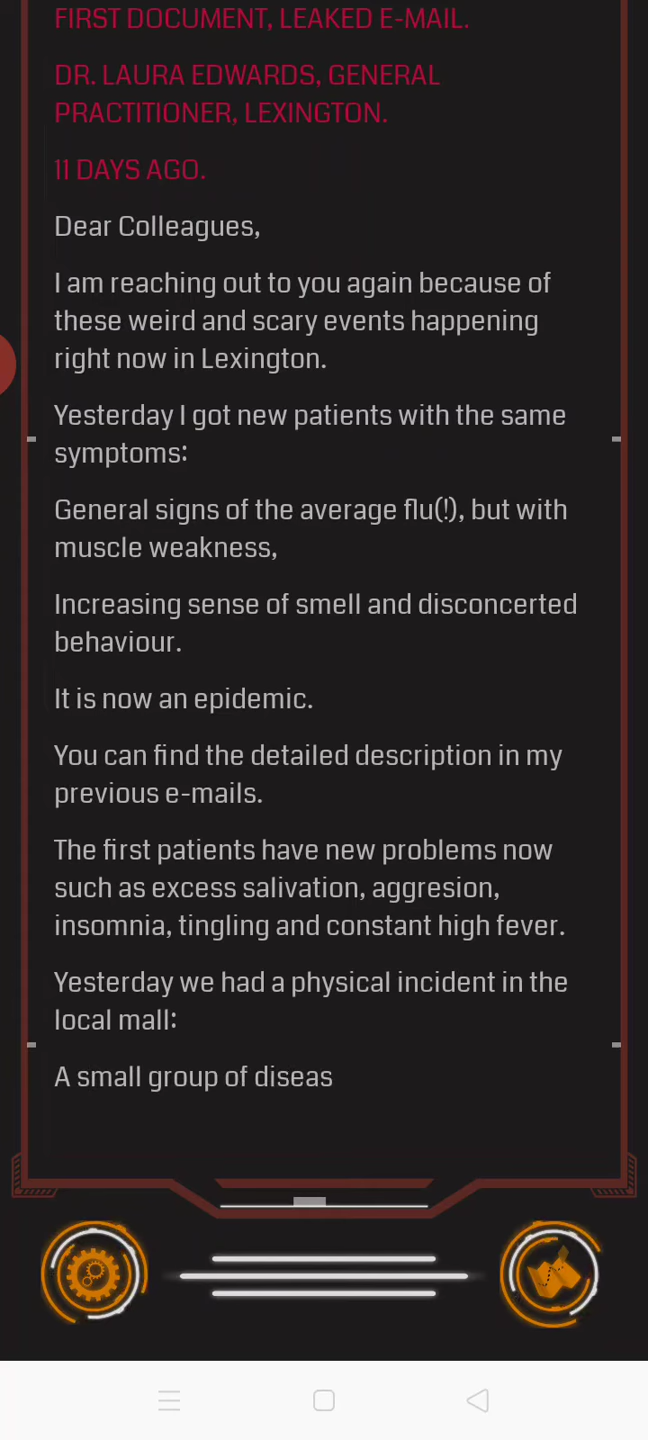 FIRST DOCUMENT, LEAKED E-MAIL.
DR. LAURA EDWARDS, GENERAL
PRACTITIONER, LEXINGTON.
11 DAYS AGO.
Dear Colleagues,
I am reaching out to you again because of
these weird and scary events happening
right now in Lexington.
Yesterday I got new patients with the same
symptoms:
General signs of the average flu(!), but with
muscle weakness,
Increasing sense of smell and disconcerted
behaviour.
It is now an epidemic.
You can find the detailed description in my
previous e-mails.
The first patients have new problems now
such as excess salivation, aggresion,
insomnia, tingling and constant high fever.
Yesterday we had a physical incident in the
local mall:
A small group of diseas